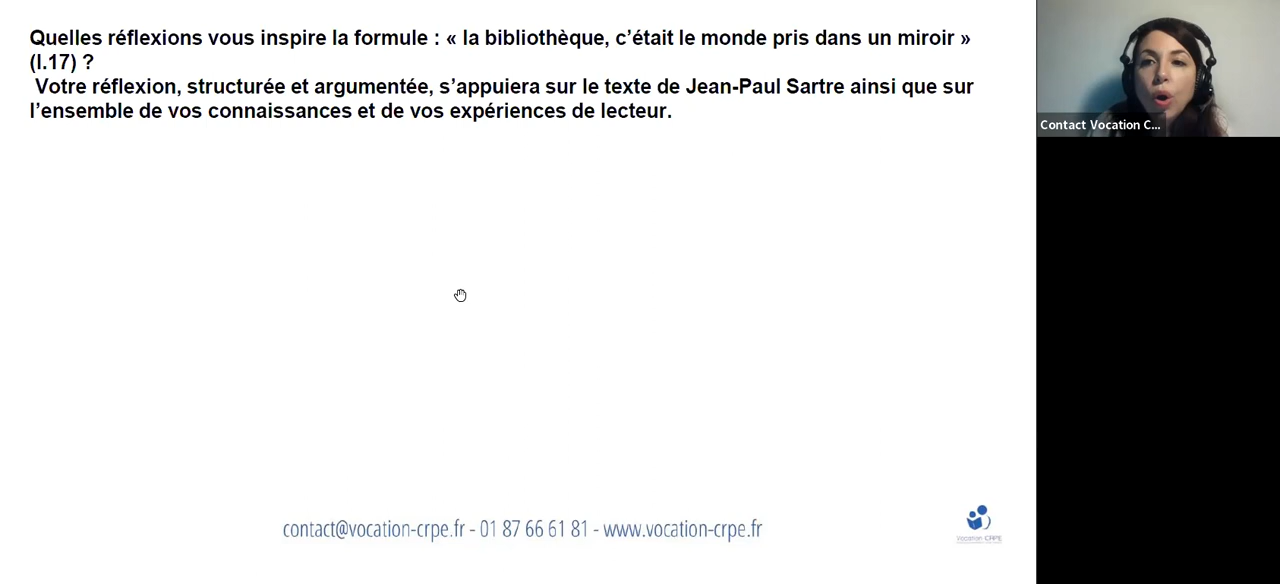 Quelles réflexions vous inspire la formule : « la bibliothèque, c’était le monde pris dans un miroir »
(l.17) ?
Votre réflexion, structurée et argumentée, s’appuiera sur le texte de Jean-Paul Sartre ainsi que sur
l’ensemble de vos connaissances et de vos expériences de lecteur.
Contact Vocation C...
contact@vocation-crpe.fr - 01 87 66 61 81 - www.vocation-crpe.fr
Vocation CRPE